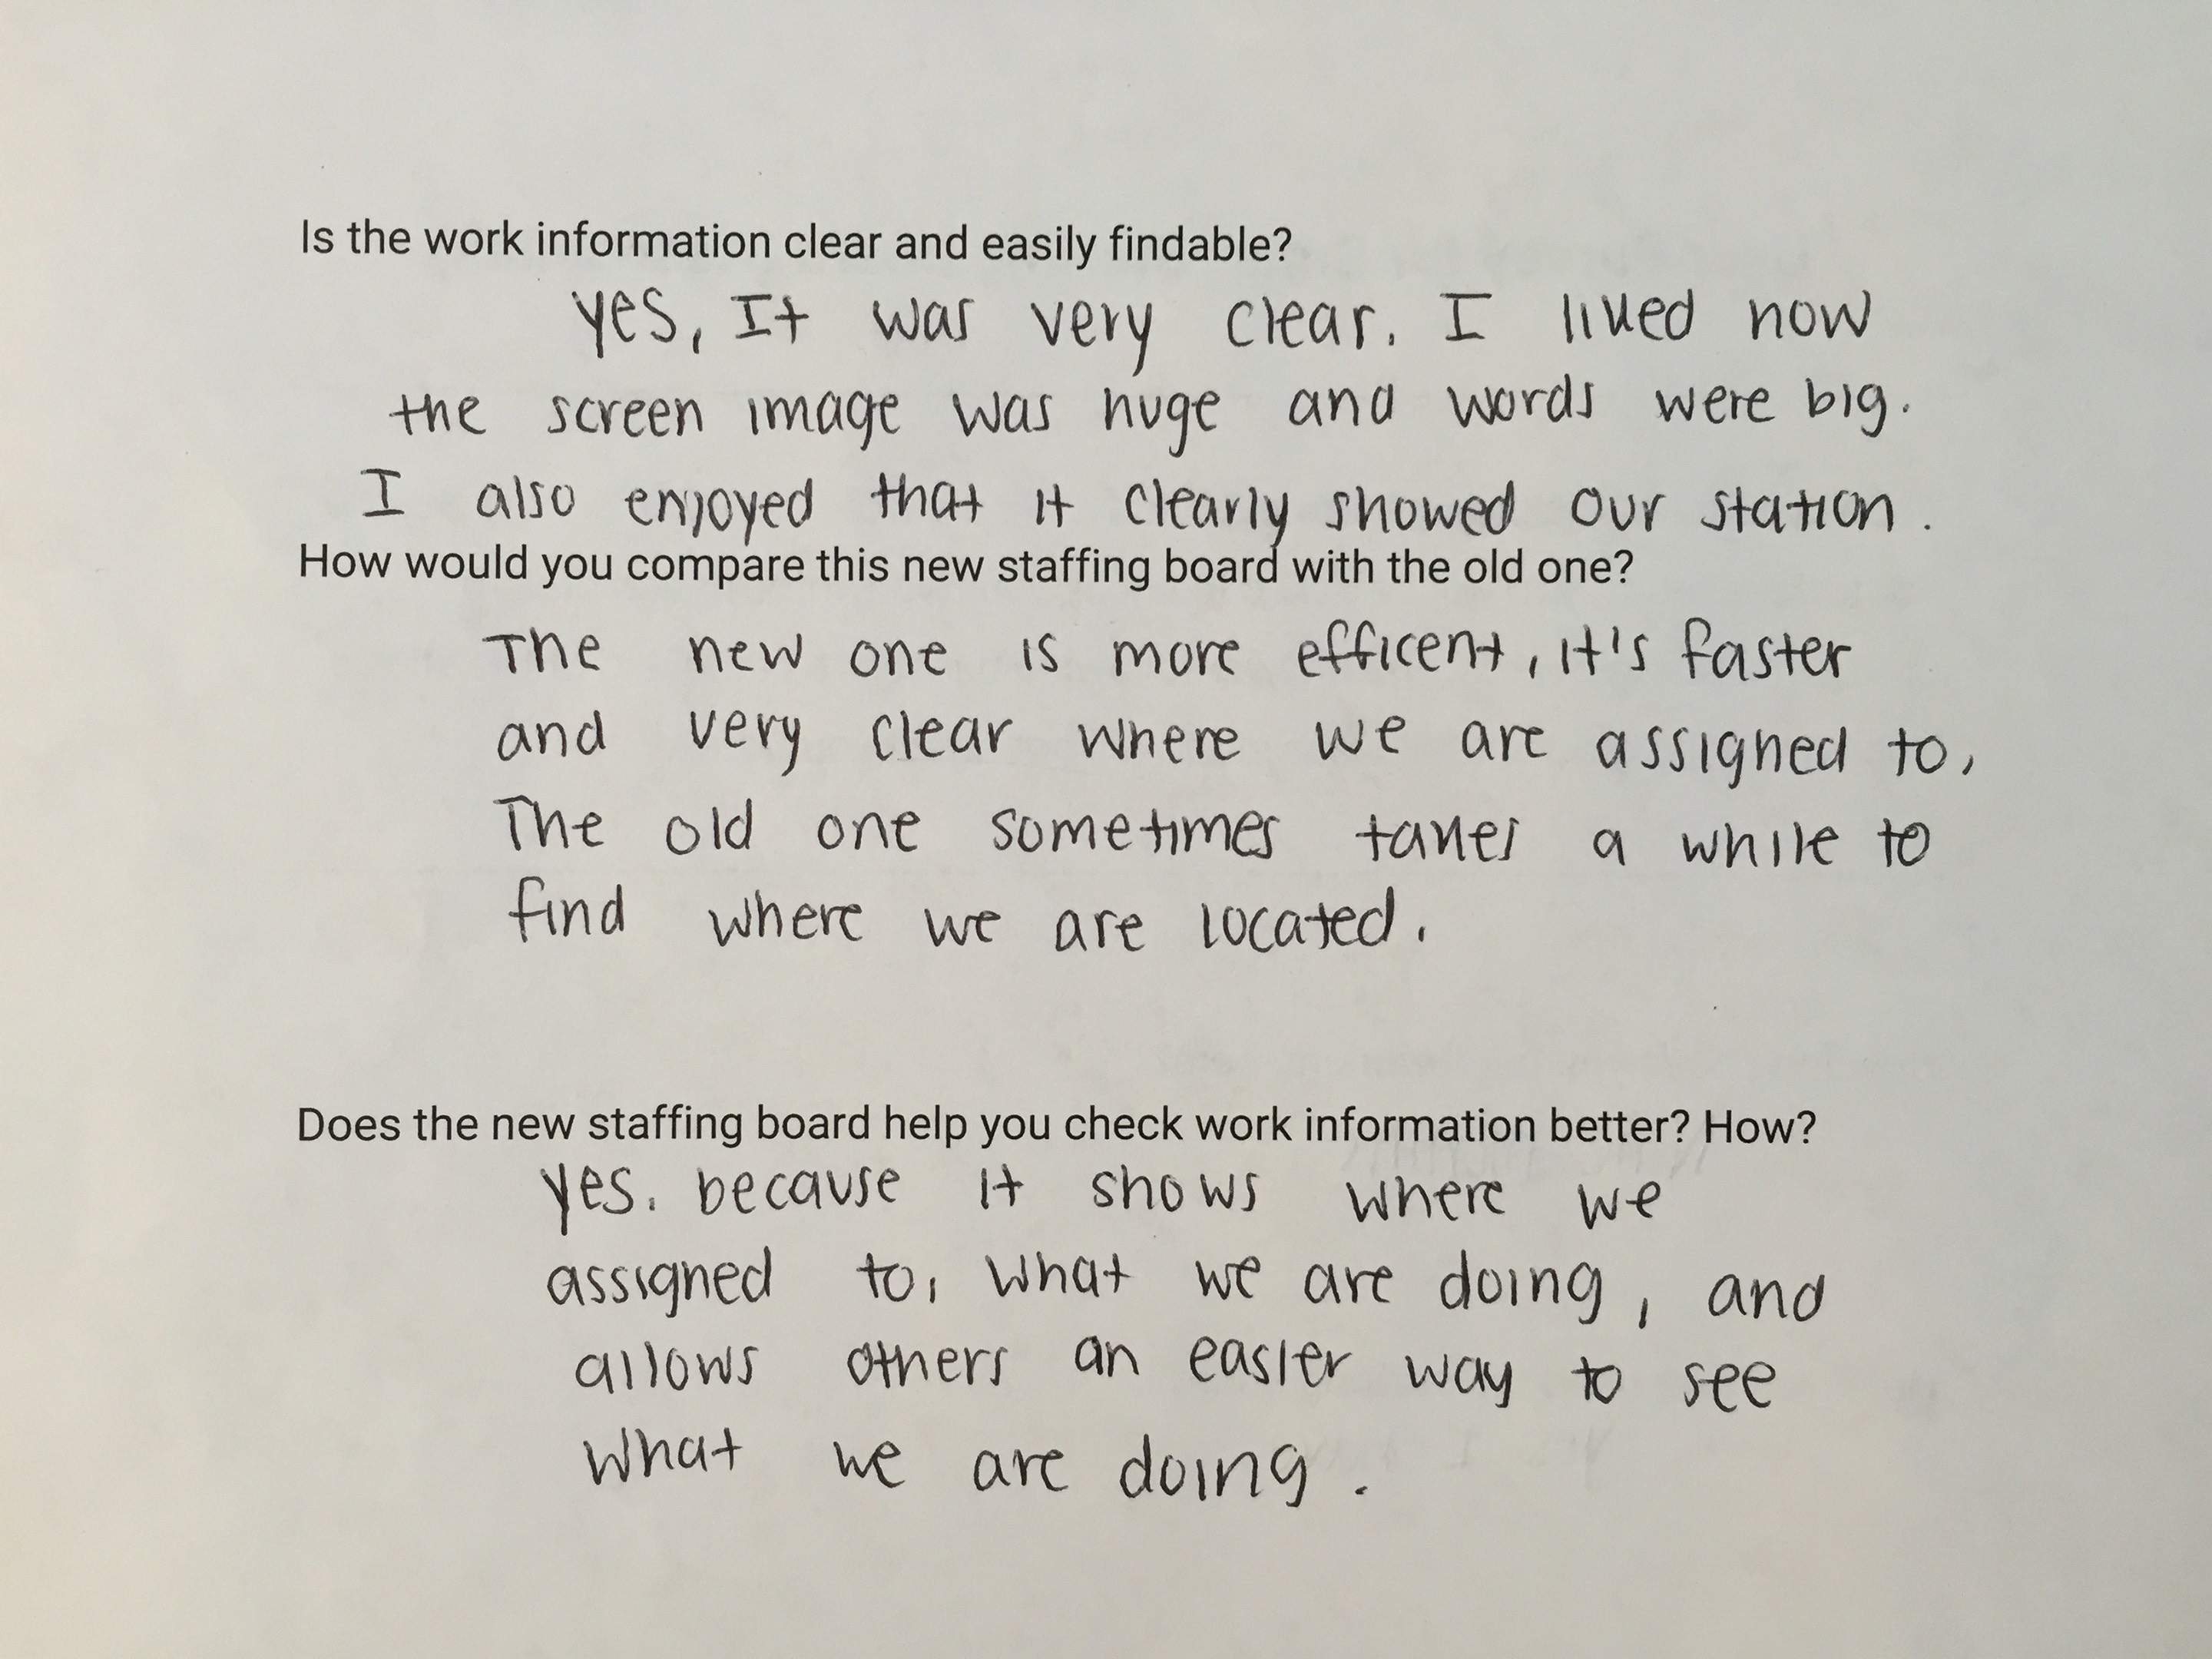 Is the work information clear and easily findable?
yes, It was very clear. I liked how
the screen image was huge and words were big.
I also enjoyed that it clearly showed our station.
How would you compare this new staffing board with the old one?
The new one is more efficent, it's faster
and very clear where we are assigned to,
The old one sometimes takes a while to
find where we are located.
Does the new staffing board help you check work information better? How?
yes. because it shows where we
assigned to, what we are doing, and
allows others an easier way to see
what we are doing.